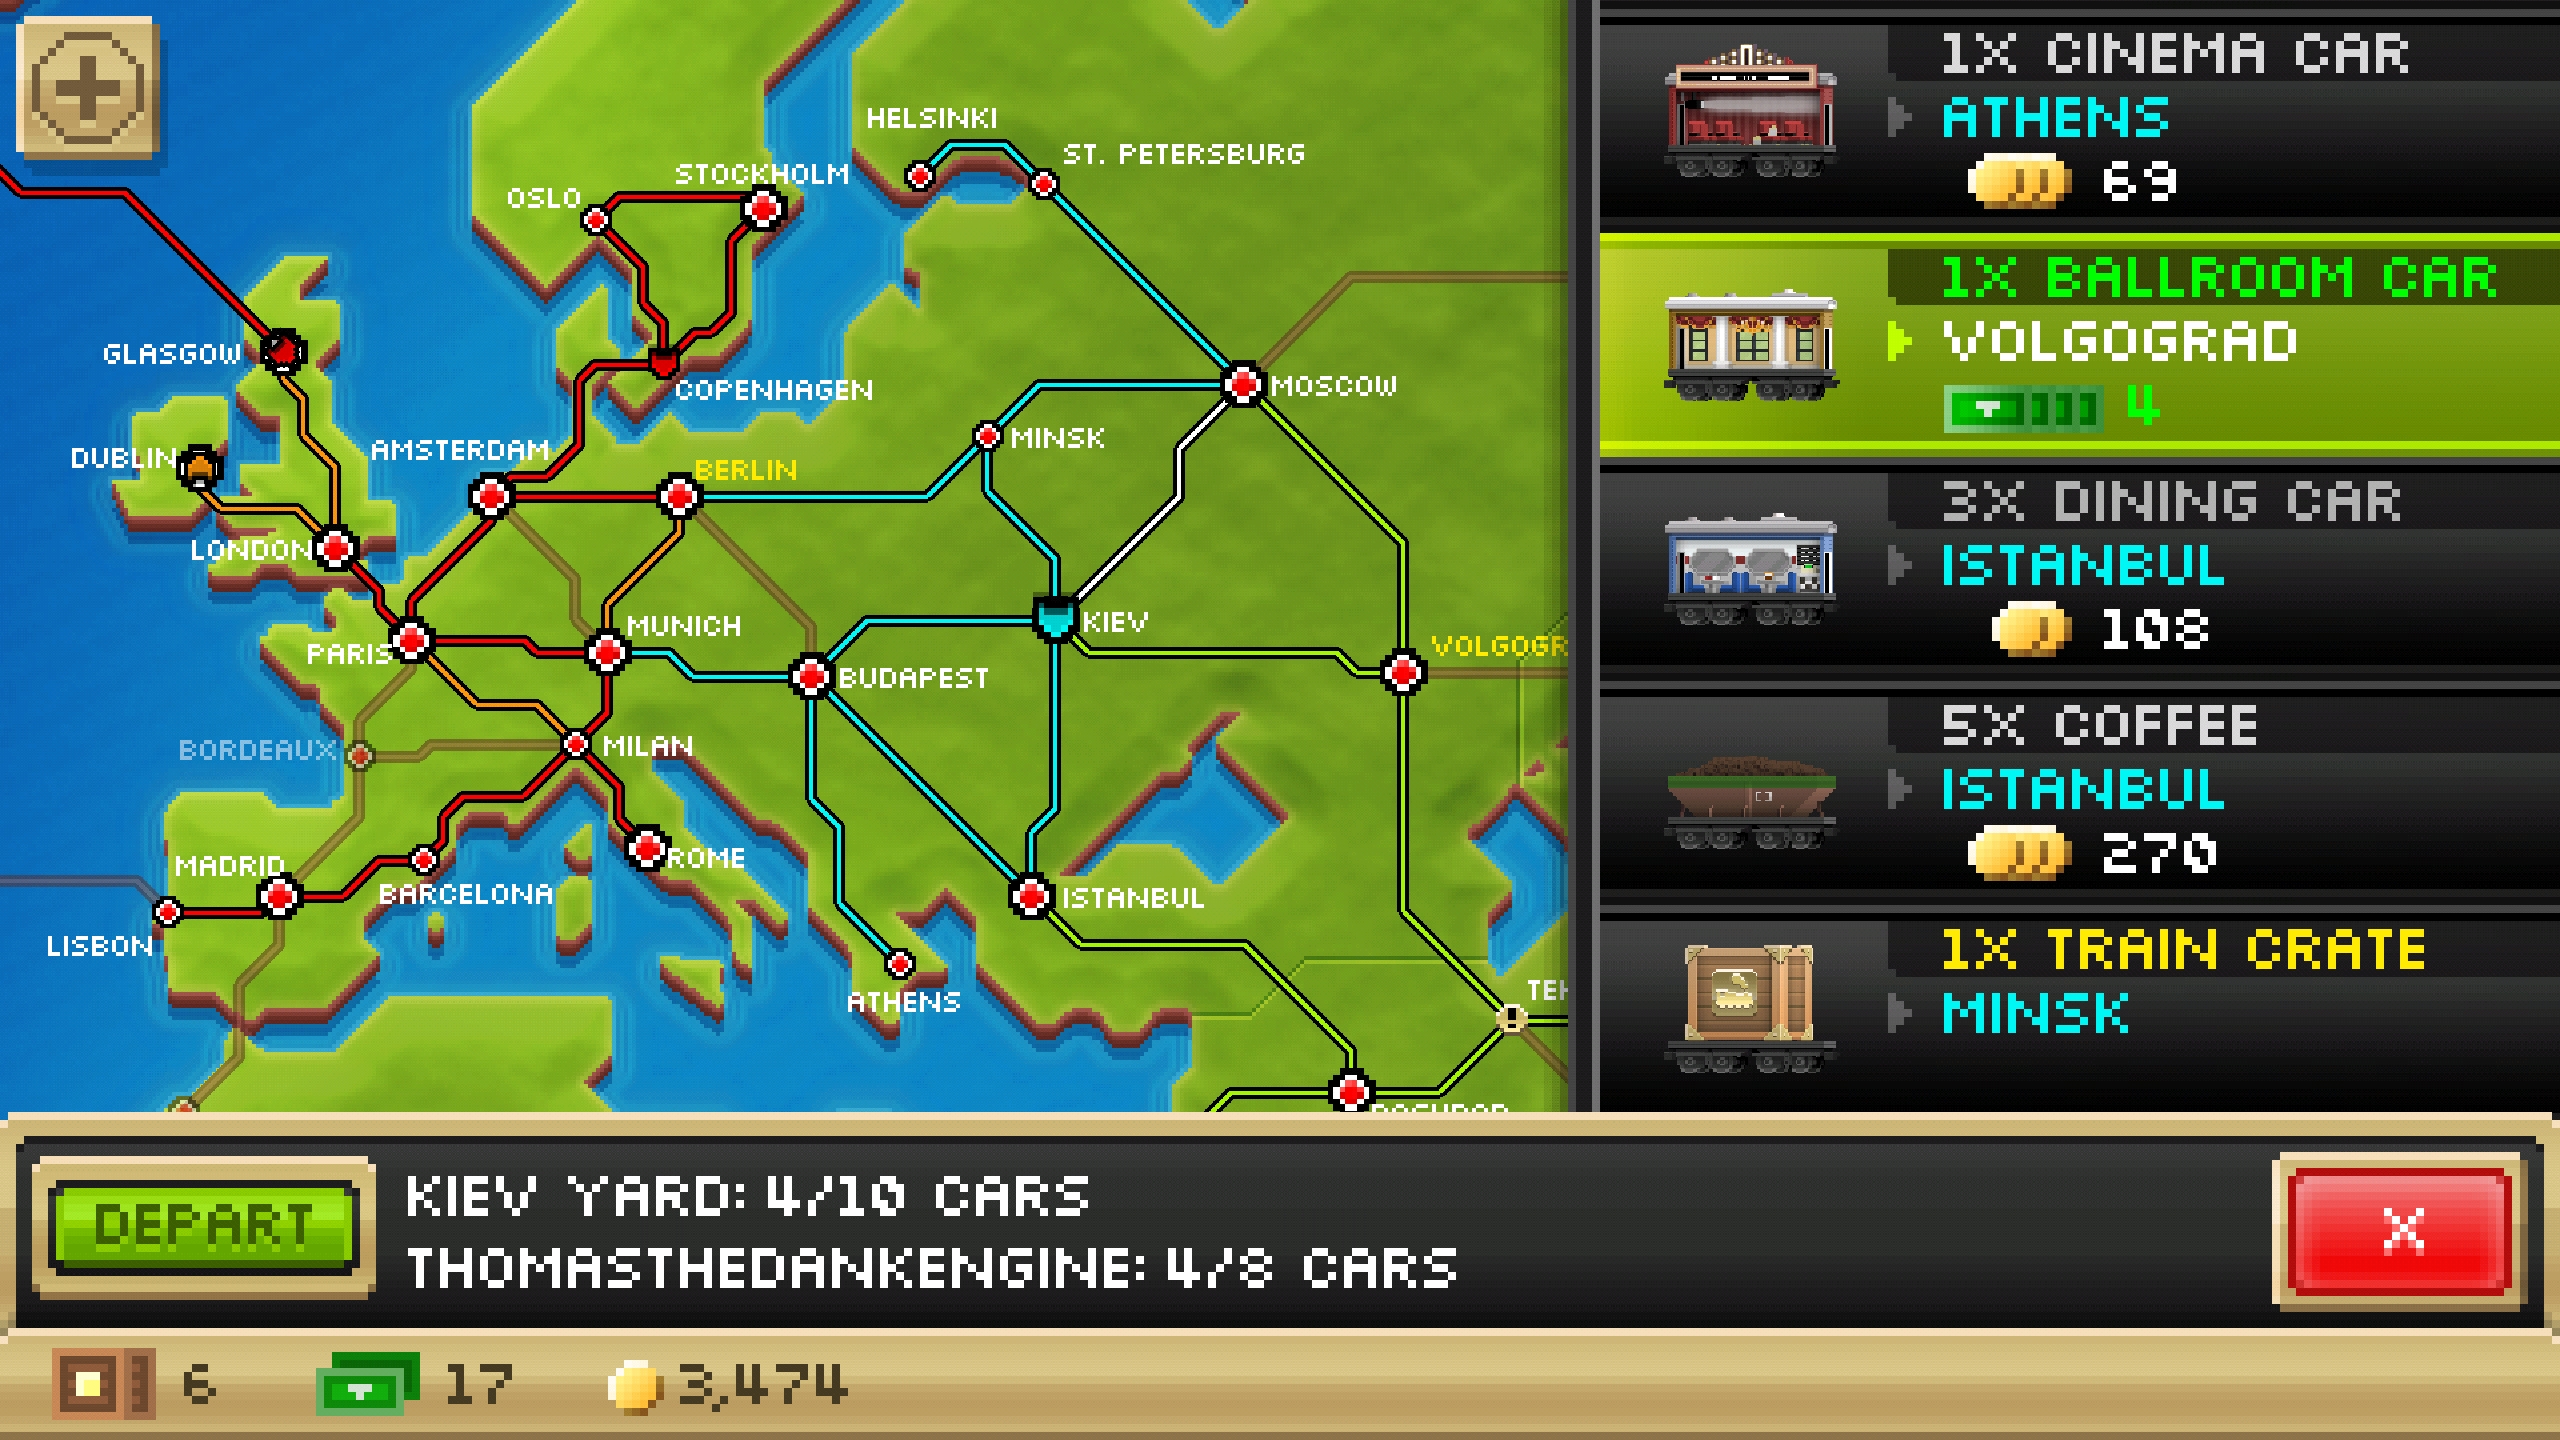 HELSINKI
ST. PETERSBURG
STOCKHOLM
OSLO
GLASGOW
COPENHAGEN
MOSCOW
MINSK
DUBLIN
AMSTERDAM
BERLIN
LONDON
MUNICH
KIEV
PARIS
BUDAPEST
VOLGOGR
BORDEAUX
MILAN
MADRID
ROME
BARCELONA
ISTANBUL
LISBON
ATHENS
TEH
1X CINEMA CAR
ATHENS
69
1X BALLROOM CAR
VOLGOGRAD
4
3X DINING CAR
ISTANBUL
108
5X COFFEE
ISTANBUL
270
1X TRAIN CRATE
MINSK
DEPART
KIEV YARD: 4/10 CARS
THOMASTHEDANKENGINE: 4/8 CARS
X
6
17
3,474